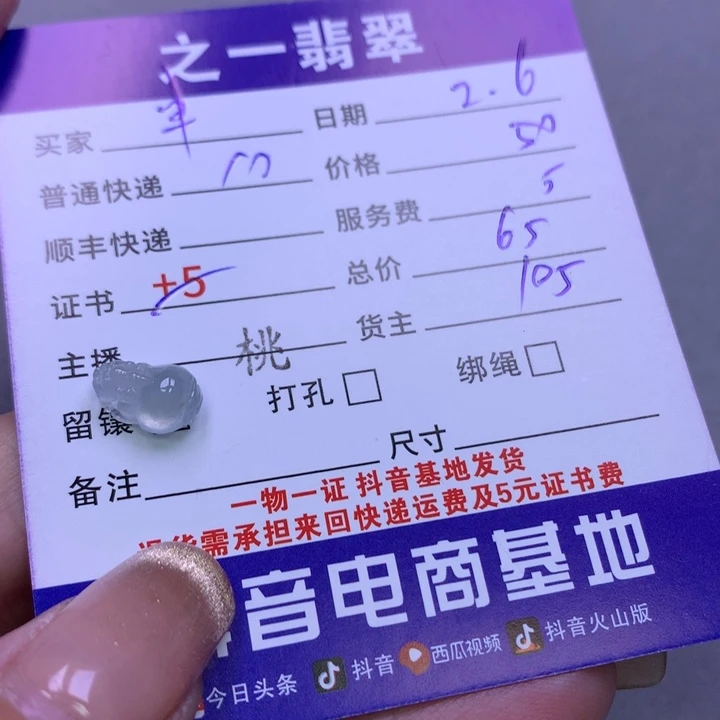 之一翡翠
买家 羊 日期 2.6
普通快递 价格 50
顺丰快递 服务费 5
证书 +5 总价 65
主播 桃 货主 105
留镶 打孔 绑绳
备注 尺寸
一物一证 抖音基地发货
退货需承担来回快递运费及5元证书费
抖音电商基地
今日头条 抖音 西瓜视频 抖音火山版